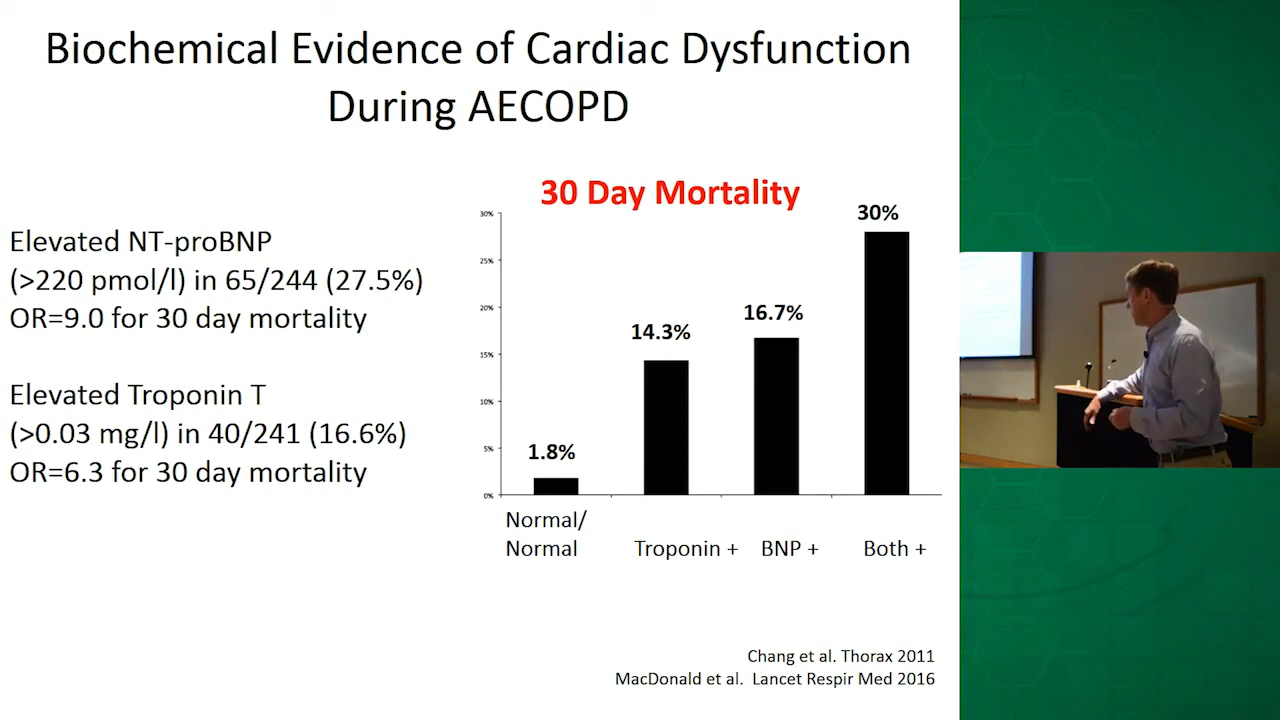 Biochemical Evidence of Cardiac Dysfunction
During AECOPD
Elevated NT-proBNP
(>220 pmol/l) in 65/244 (27.5%)
OR=9.0 for 30 day mortality
Elevated Troponin T
(>0.03 mg/l) in 40/241 (16.6%)
OR=6.3 for 30 day mortality
30 Day Mortality
30%
25%
20%
15%
10%
5%
0%
1.8%
14.3%
16.7%
30%
Normal/
Normal
Troponin +
BNP +
Both +
Chang et al. Thorax 2011
MacDonald et al. Lancet Respir Med 2016